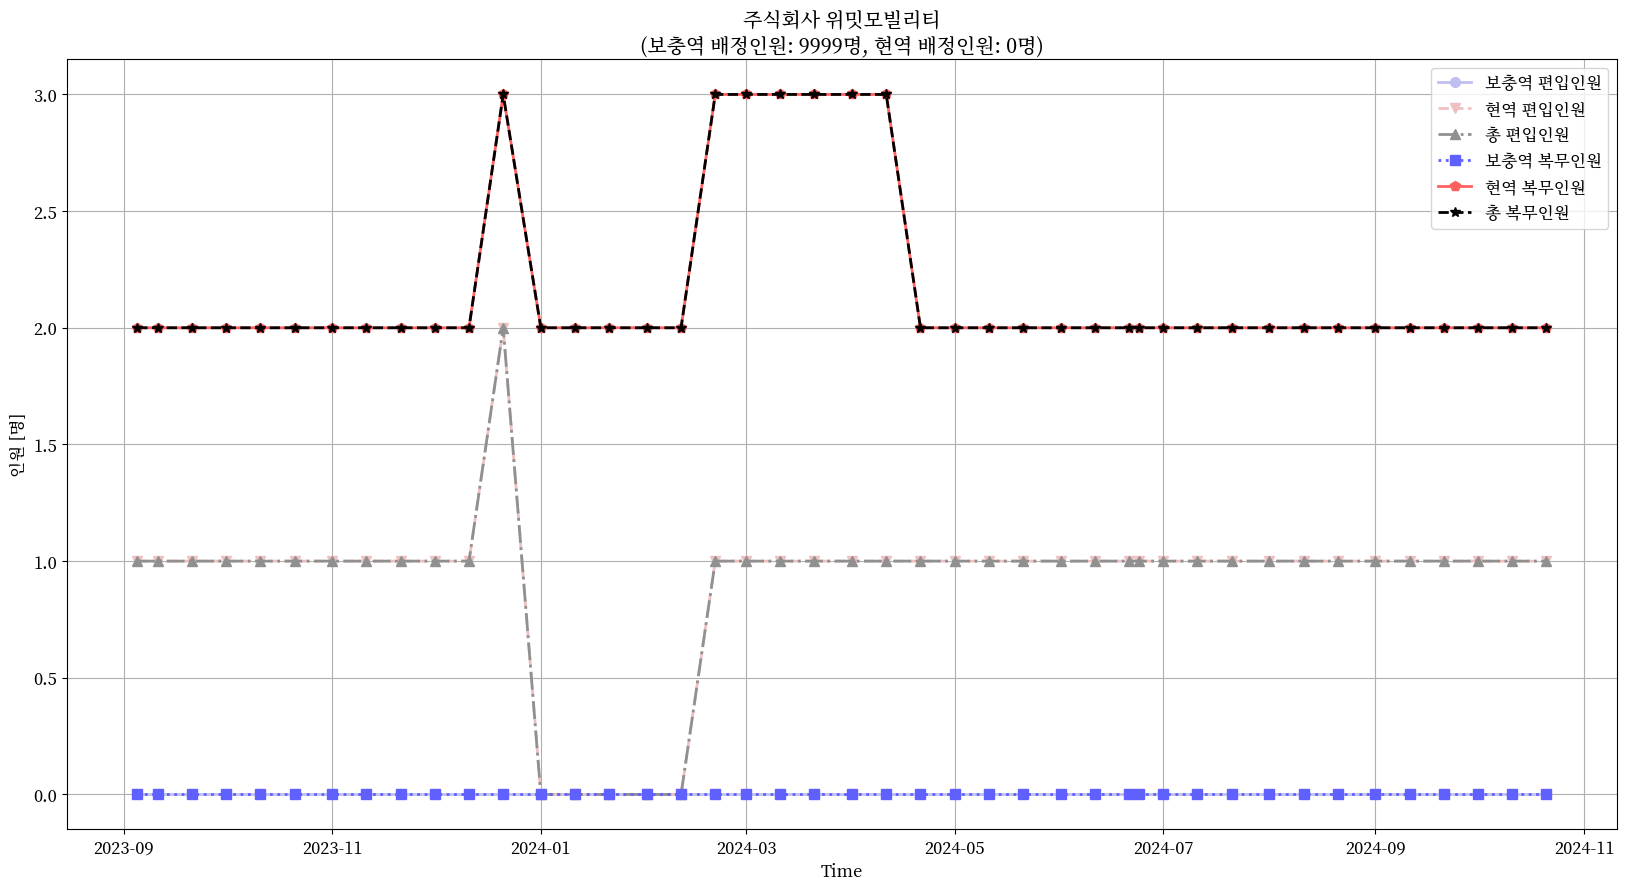 주식회사 위밋모빌리티
(보충역 배정인원: 9999명, 현역 배정인원: 0명)
보충역 편입인원
현역 편입인원
총 편입인원
보충역 복무인원
현역 복무인원
총 복무인원
인원 [명]
3.0
2.5
2.0
1.5
1.0
0.5
0.0
2023-09
2023-11
2024-01
2024-03
2024-05
2024-07
2024-09
2024-11
Time